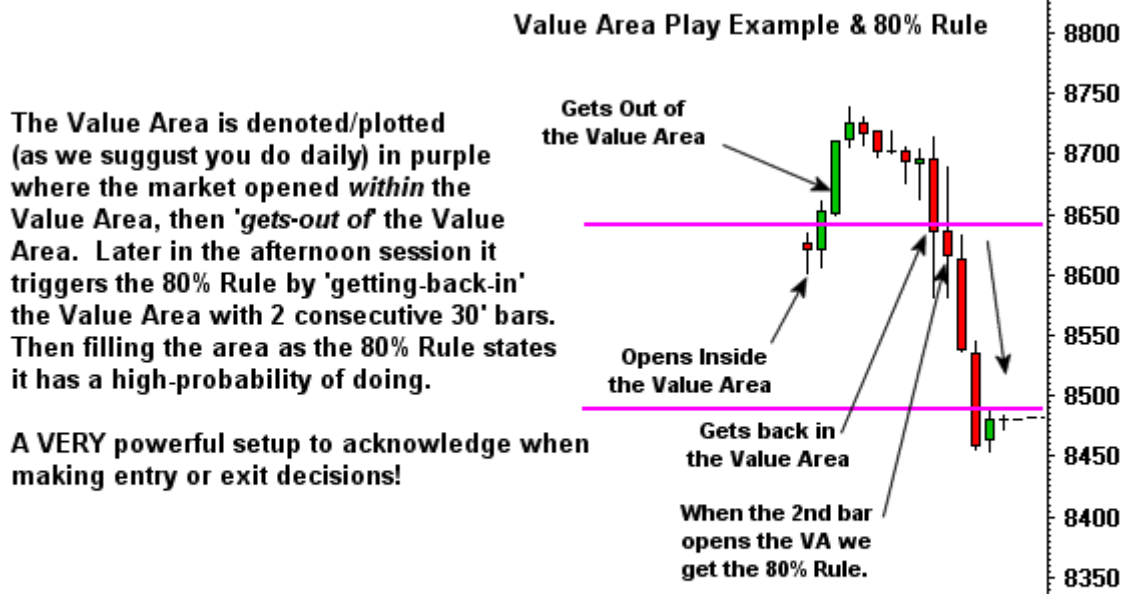 Value Area Play Example & 80% Rule
The Value Area is denoted/plotted
(as we suggust you do daily) in purple
where the market opened within the
Value Area, then 'gets-out of' the Value
Area. Later in the afternoon session it
triggers the 80% Rule by 'getting-back-in'
the Value Area with 2 consecutive 30' bars.
Then filling the area as the 80% Rule states
it has a high-probability of doing.
A VERY powerful setup to acknowledge when
making entry or exit decisions!
Gets Out of
the Value Area
Opens Inside
the Value Area
Gets back in
the Value Area
When the 2nd bar
opens the VA we
get the 80% Rule.
8800
8750
8700
8650
8600
8550
8500
8450
8400
8350